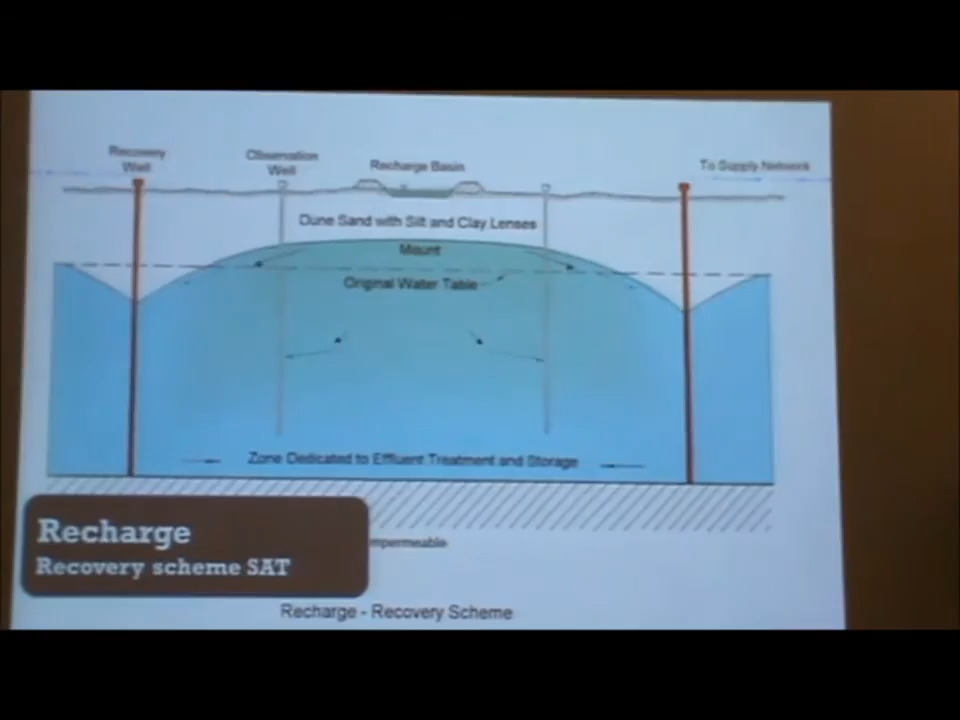 Recovery
Well
Observation
Well
Recharge Basin
To Supply Network
Dune Sand with Silt and Clay Lenses
Mount
Original Water Table
Zone Dedicated to Effluent Treatment and Storage
mpermeable
Recharge
Recovery scheme SAT
Recharge - Recovery Scheme